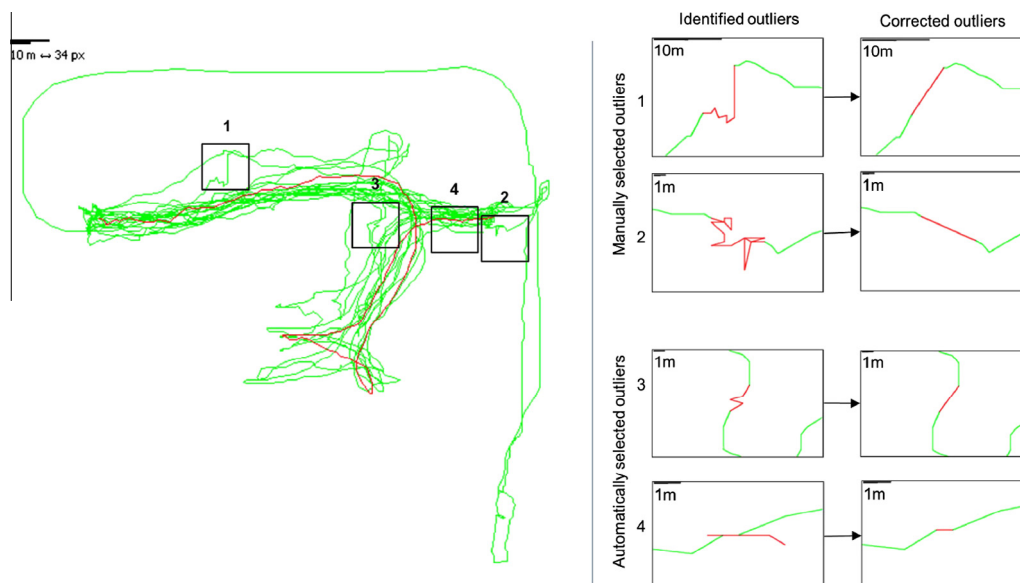 10 m ↔ 34 px
1
3
4
2
Identified outliers
Corrected outliers
Manually selected outliers
1
10m
10m
2
1m
1m
Automatically selected outliers
3
1m
1m
4
1m
1m